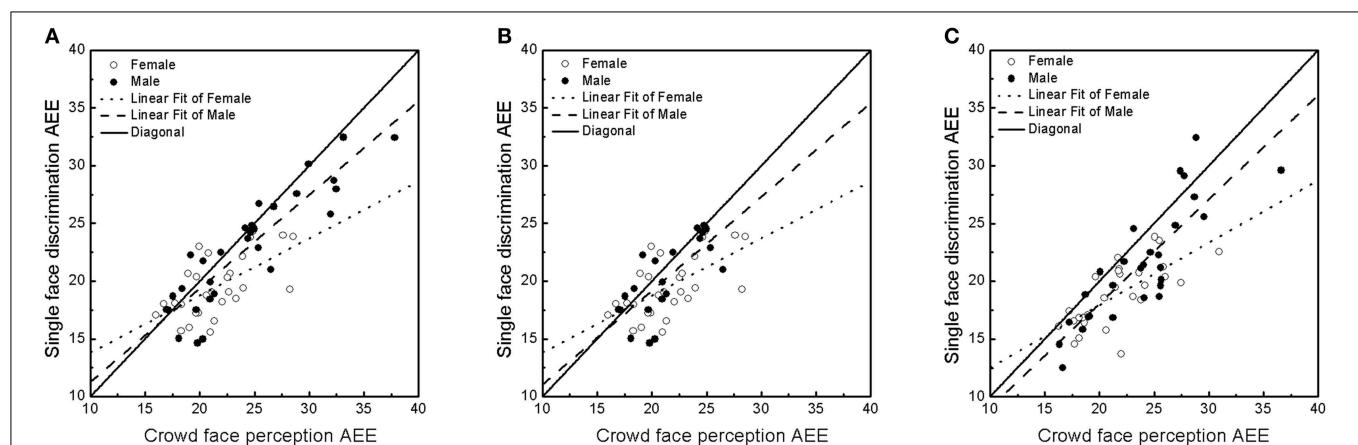 A
40
35
30
25
20
15
10
Single face discrimination AEE
Female
Male
Linear Fit of Female
Linear Fit of Male
Diagonal
10 15 20 25 30 35 40
Crowd face perception AEE
B
40
35
30
25
20
15
10
Single face discrimination AEE
Female
Male
Linear Fit of Female
Linear Fit of Male
Diagonal
10 15 20 25 30 35 40
Crowd face perception AEE
C
40
35
30
25
20
15
10
Single face discrimination AEE
Female
Male
Linear Fit of Female
Linear Fit of Male
Diagonal
10 15 20 25 30 35 40
Crowd face perception AEE